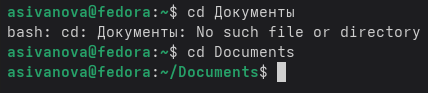 asivanova@fedora:~$ cd Документы
bash: cd: Документы: No such file or directory
asivanova@fedora:~$ cd Documents
asivanova@fedora:~/Documents$